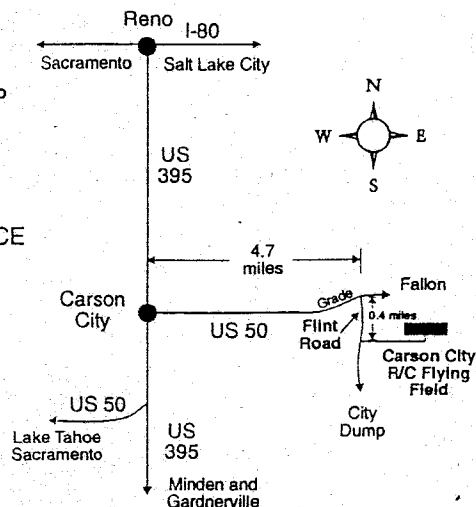 Reno
I-80
Sacramento
Salt Lake City
N
W
E
S
US
395
CE
4.7
miles
Grade
Fallon
Carson
City
US 50
Flint
Road
0.4 miles
Carson City
R/C Flying
Field
City
Dump
US 50
Lake Tahoe
Sacramento
US
395
Minden and
Gardnerville